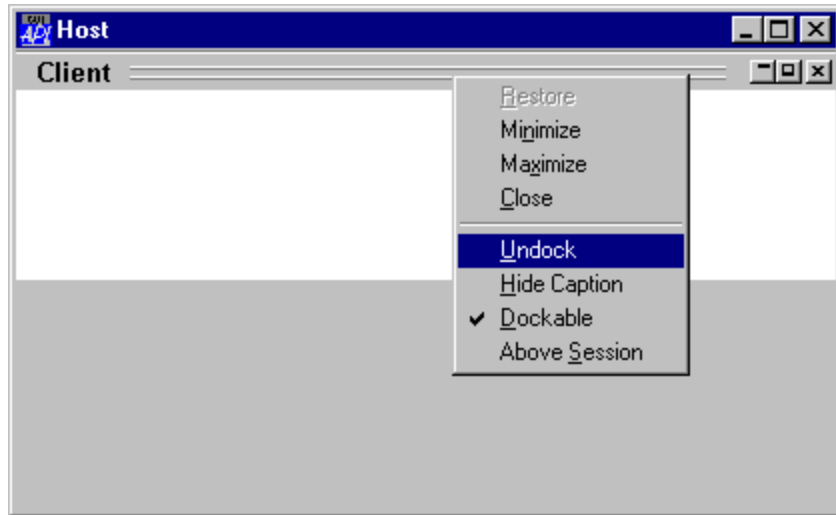 Host
Client
Restore
Minimize
Maximize
Close
Undock
Hide Caption
Dockable
Above Session